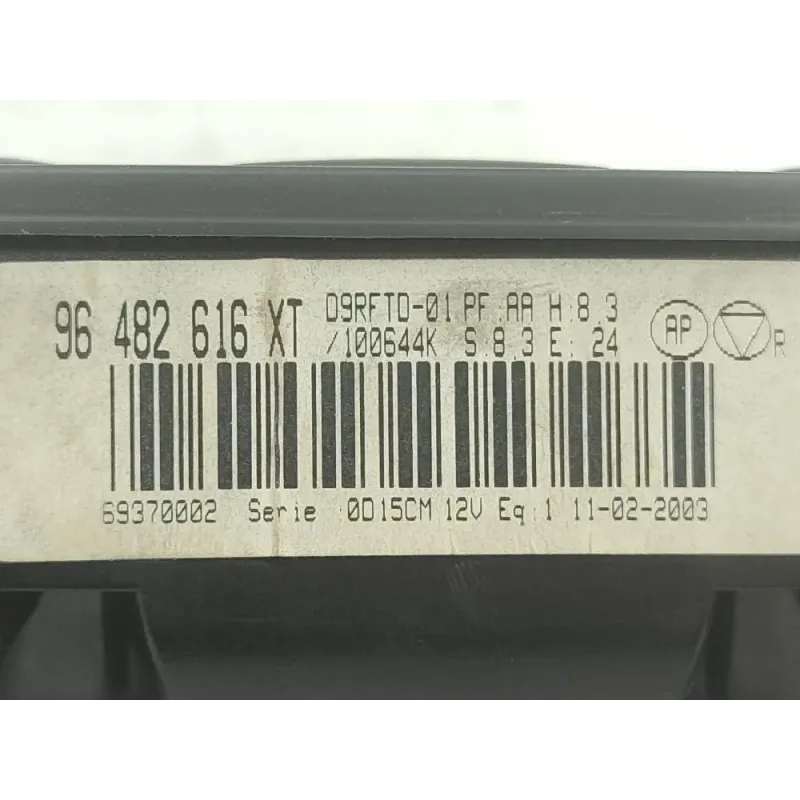 96 482 616 XT D9RFTD-01 PF:AA H:8.3
/100644K S:8.3 E:24 AP R
69370002 Serie :0D15CM 12V Eq:1 11-02-2003